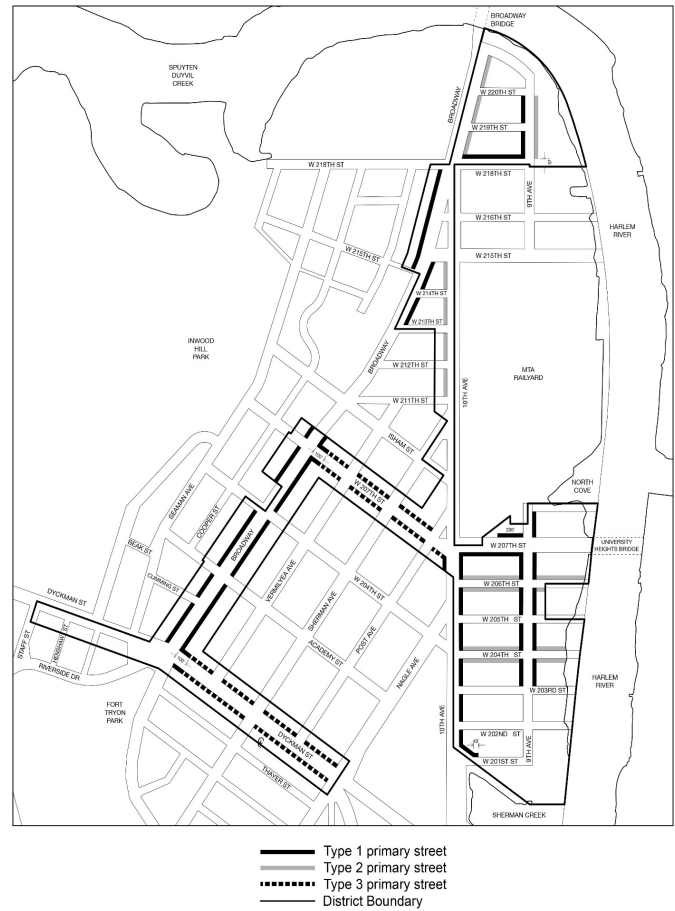 BROADWAY
BRIDGE
SPUYTEN
DUYVIL
CREEK
BROADWAY
W 220TH ST
W 219TH ST
W 218TH ST
W 218TH ST
9TH AVE
W 216TH ST
HARLEM
RIVER
W 215TH ST
W 215TH ST
W 214TH ST
W 213TH ST
INWOOD
HILL
PARK
BROADWAY
W 212TH ST
MTA
RAILYARD
10TH AVE
W 211TH ST
ISHAM ST
100'
W 207TH ST
NORTH
COVE
SEAMAN AVE
COOPER ST
200'
BROADWAY
W 207TH ST
UNIVERSITY
HEIGHTS BRIDGE
BEAK ST
VERMILYEA AVE
W 204TH ST
CUMMING ST
W 206TH ST
DYCKMAN ST
SHERMAN AVE
W 205TH ST
STAFF ST
HENSHAW ST
ACADEMY ST
POST AVE
W 204TH ST
100'
NAGLE AVE
RIVERSIDE DR
HARLEM
RIVER
W 203RD ST
FORT
TRYON
PARK
10TH AVE
9TH AVE
DYCKMAN ST
W 202ND ST
40'
W 201ST ST
THAYER ST
SHERMAN CREEK
Type 1 primary street
Type 2 primary street
Type 3 primary street
District Boundary